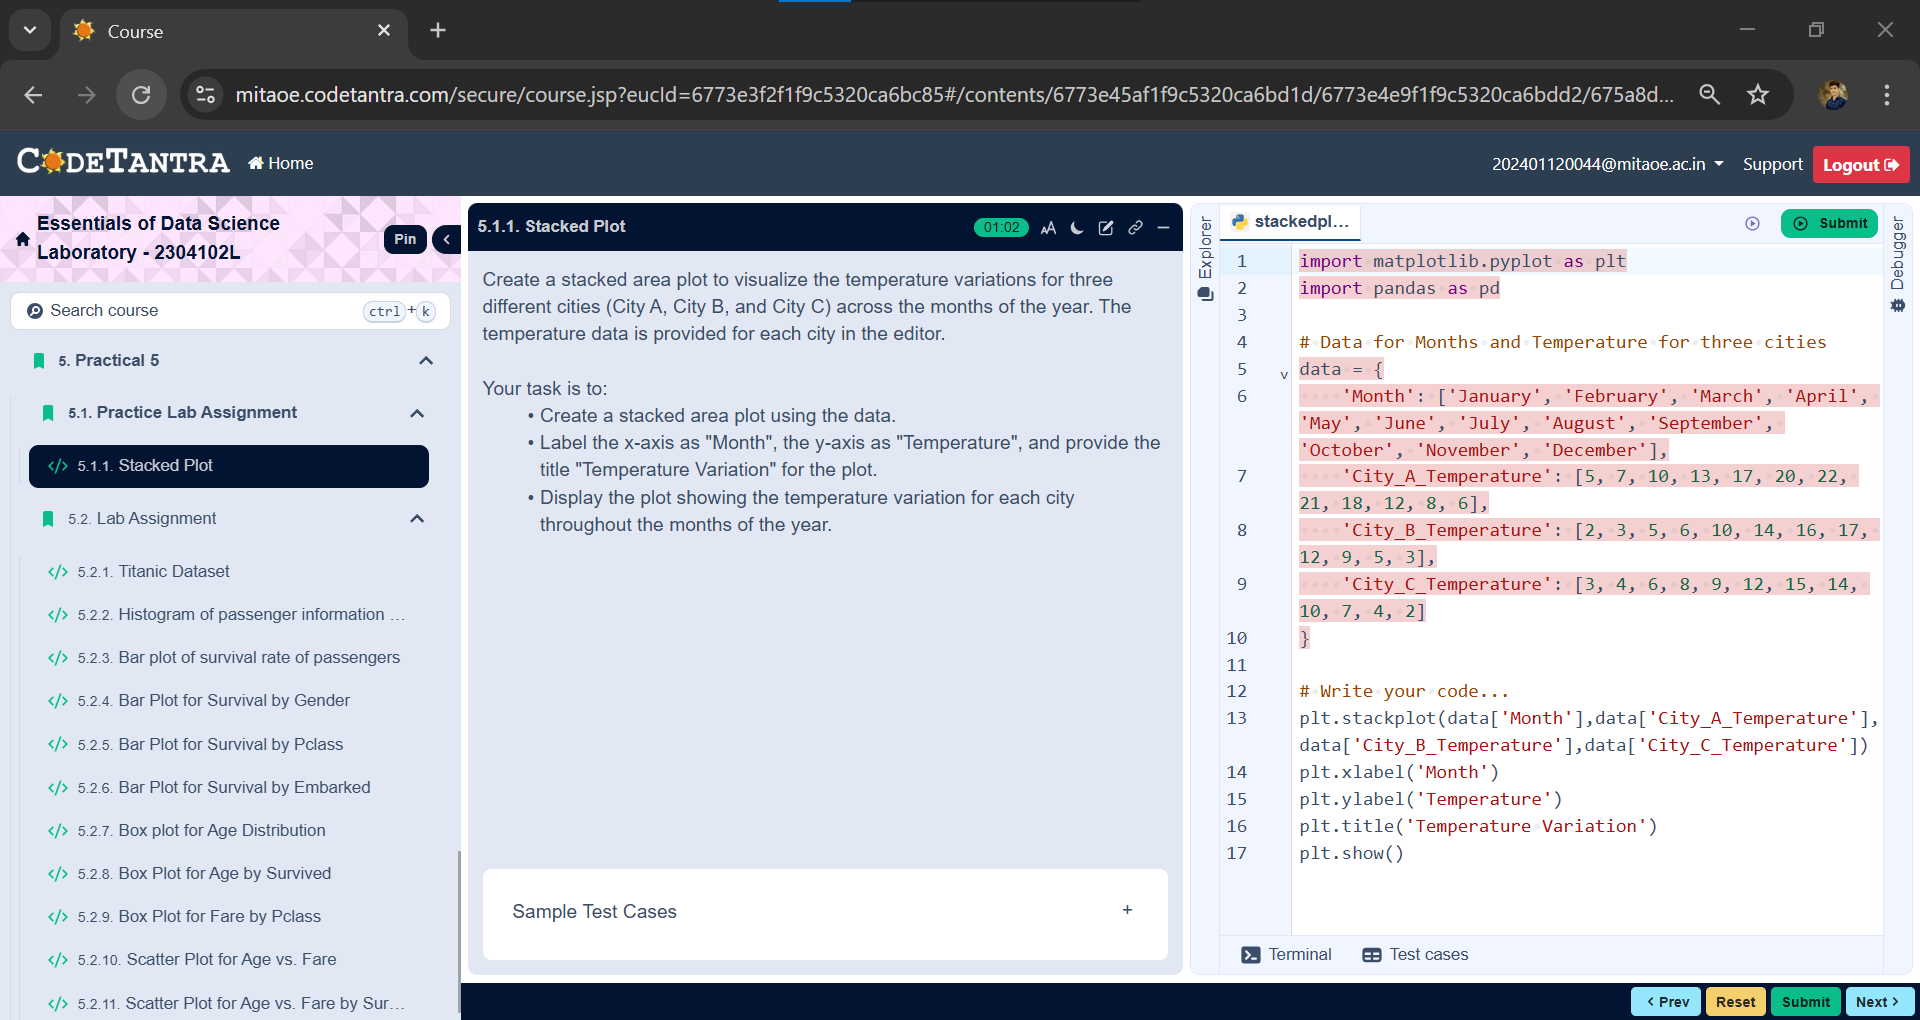 Course
mitaoe.codetantra.com/secure/course.jsp?eucId=6773e3f2f1f9c5320ca6bc85#/contents/6773e45af1f9c5320ca6bd1d/6773e4e9f1f9c5320ca6bdd2/675a8d...
CODETANTRA
Home
202401120044@mitaoe.ac.in
Support
Logout
Essentials of Data Science
Laboratory - 2304102L
Pin
Search course
ctrl + k
5. Practical 5
5.1. Practice Lab Assignment
5.1.1. Stacked Plot
5.2. Lab Assignment
5.2.1. Titanic Dataset
5.2.2. Histogram of passenger information ...
5.2.3. Bar plot of survival rate of passengers
5.2.4. Bar Plot for Survival by Gender
5.2.5. Bar Plot for Survival by Pclass
5.2.6. Bar Plot for Survival by Embarked
5.2.7. Box plot for Age Distribution
5.2.8. Box Plot for Age by Survived
5.2.9. Box Plot for Fare by Pclass
5.2.10. Scatter Plot for Age vs. Fare
5.2.11. Scatter Plot for Age vs. Fare by Sur...
5.1.1. Stacked Plot
01:02
AA
Create a stacked area plot to visualize the temperature variations for three
different cities (City A, City B, and City C) across the months of the year. The
temperature data is provided for each city in the editor.
Your task is to:
• Create a stacked area plot using the data.
• Label the x-axis as "Month", the y-axis as "Temperature", and provide the
title "Temperature Variation" for the plot.
• Display the plot showing the temperature variation for each city
throughout the months of the year.
Sample Test Cases
+
Explorer
stackedpl...
Submit
Debugger
1 import matplotlib.pyplot as plt
2 import pandas as pd
3
4 # Data for Months and Temperature for three cities
5 data = {
6 'Month': ['January', 'February', 'March', 'April',
'May', 'June', 'July', 'August', 'September',
'October', 'November', 'December'],
7 'City_A_Temperature': [5, 7, 10, 13, 17, 20, 22,
21, 18, 12, 8, 6],
8 'City_B_Temperature': [2, 3, 5, 6, 10, 14, 16, 17,
12, 9, 5, 3],
9 'City_C_Temperature': [3, 4, 6, 8, 9, 12, 15, 14,
10, 7, 4, 2]
10 }
11
12 # Write your code...
13 plt.stackplot(data['Month'],data['City_A_Temperature'],
data['City_B_Temperature'],data['City_C_Temperature'])
14 plt.xlabel('Month')
15 plt.ylabel('Temperature')
16 plt.title('Temperature Variation')
17 plt.show()
Terminal
Test cases
Prev
Reset
Submit
Next